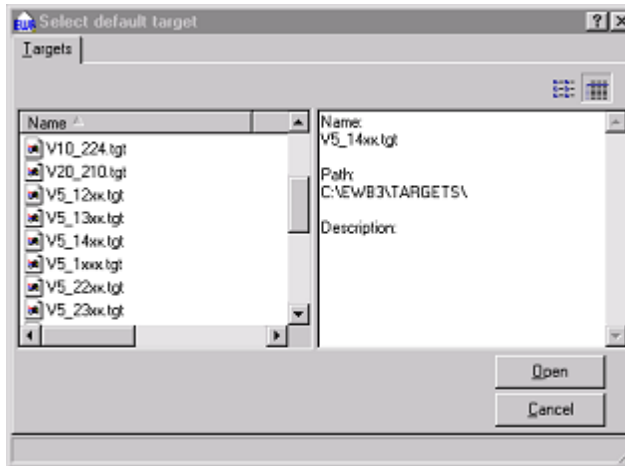 EWB Select default target
Targets
Name
V10_224.tgt
V20_210.tgt
V5_12xx.tgt
V5_13xx.tgt
V5_14xx.tgt
V5_1xxx.tgt
V5_22xx.tgt
V5_23xx.tgt
Name:
V5_14xx.tgt
Path:
C:\EWB3\TARGETS\
Description:
Open
Cancel